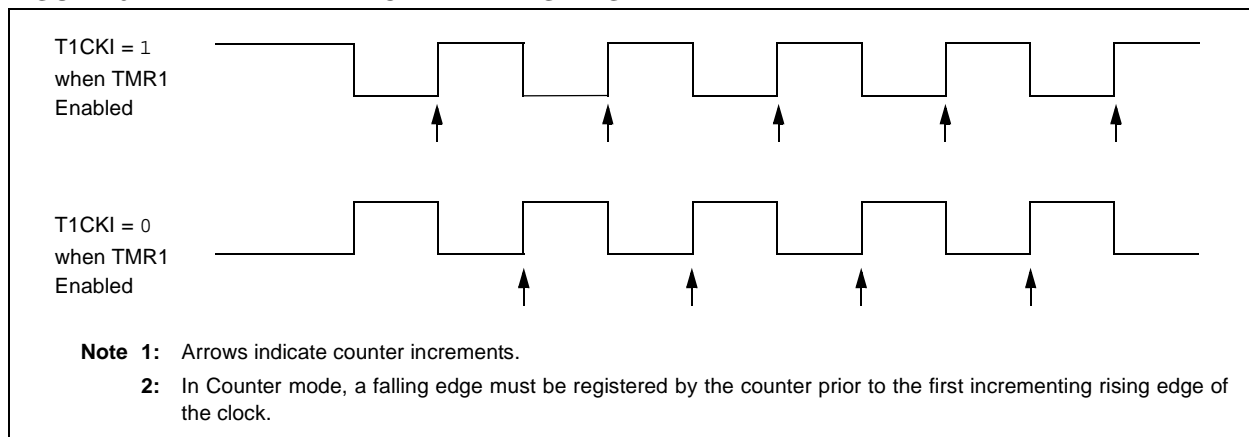 T1CKI = 1
when TMR1
Enabled
T1CKI = 0
when TMR1
Enabled
Note 1: Arrows indicate counter increments.
2: In Counter mode, a falling edge must be registered by the counter prior to the first incrementing rising edge of
the clock.